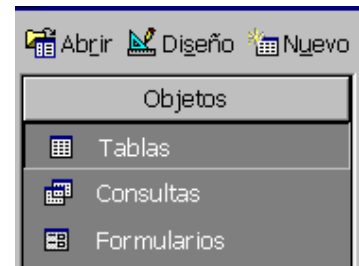 Abrir Diseño Nuevo
Objetos
Tablas
Consultas
Formularios